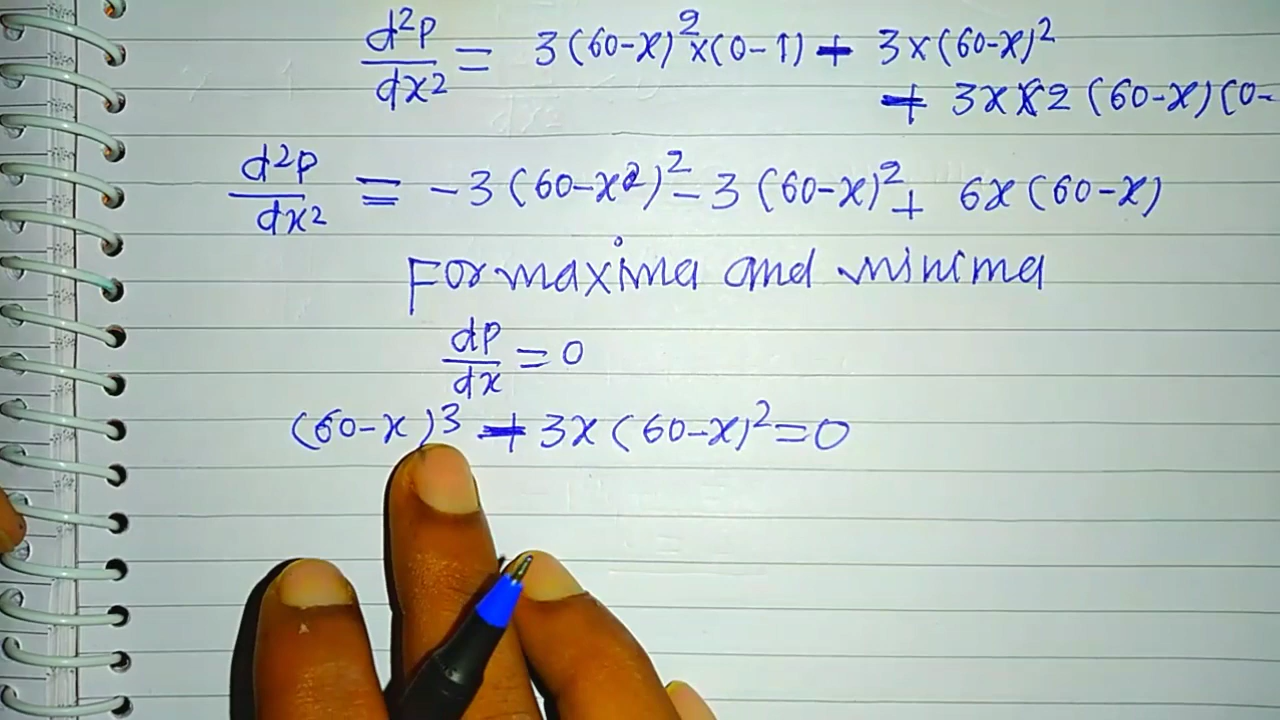 d²p/dx² = 3(60-x)²×(0-1) + 3×(60-x)²
+ 3x×2(60-x)(0-
d²p/dx² = -3(60-x2)² - 3(60-x)² + 6x(60-x)
For maxima and minima
dp/dx = 0
(60-x)³ + 3x(60-x)² = 0